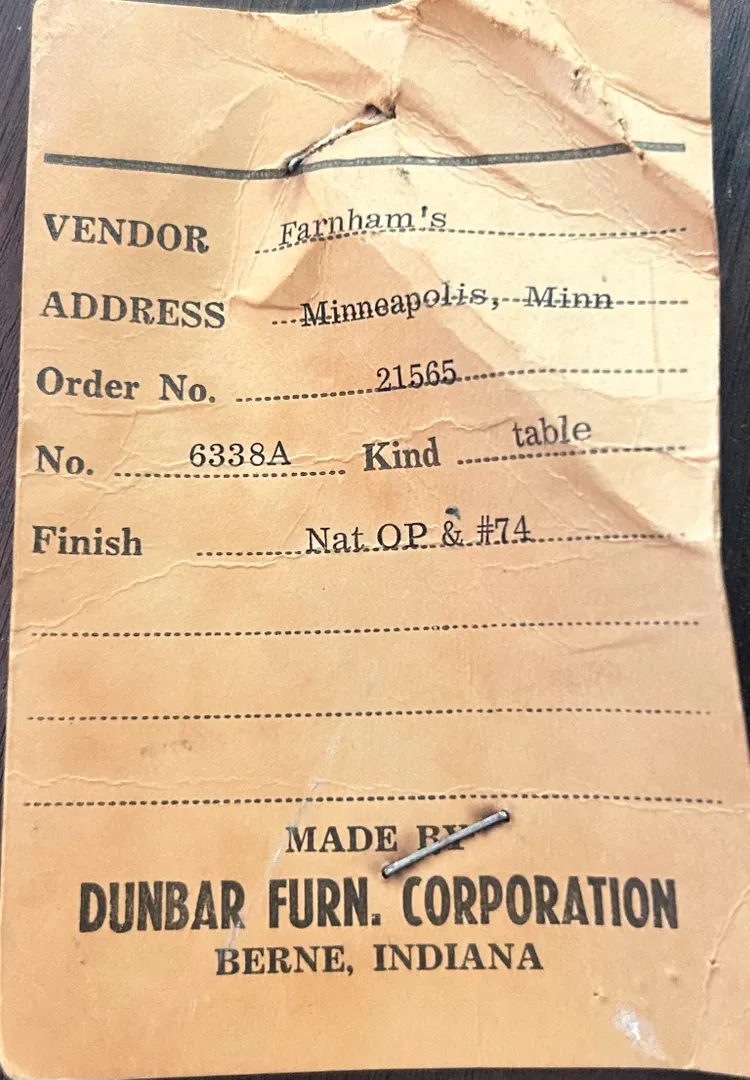 VENDOR Farnham's
ADDRESS Minneapolis, Minn
Order No. 21565
No. 6338A Kind table
Finish Nat OP & #74
MADE BY
DUNBAR FURN. CORPORATION
BERNE, INDIANA